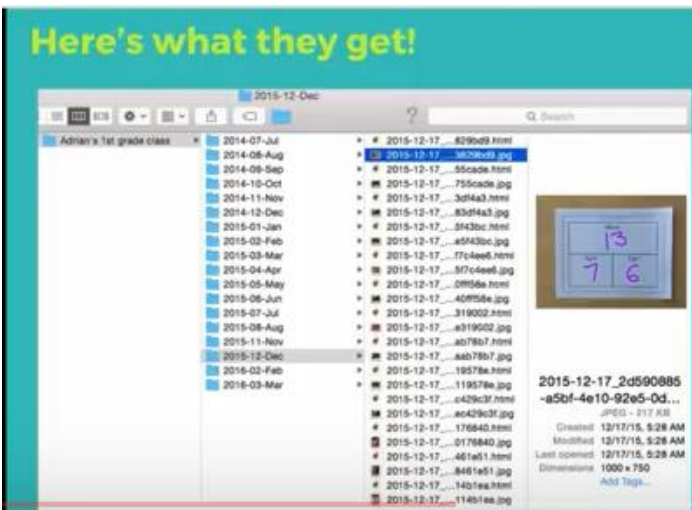 Here's what they get!
2015-12-Dec
Search
Adrian's 1st grade class
2014-07-Jul
2014-08-Aug
2014-09-Sep
2014-10-Oct
2014-11-Nov
2014-12-Dec
2015-01-Jan
2015-02-Feb
2015-03-Mar
2015-04-Apr
2015-05-May
2015-06-Jun
2015-07-Jul
2015-08-Aug
2015-11-Nov
2015-12-Dec
2016-02-Feb
2016-03-Mar
2015-12-17_...829bd9.html
2015-12-17_...3829bd9.jpg
2015-12-17_...55cade.html
2015-12-17_...755cade.jpg
2015-12-17_...3df4a3.html
2015-12-17_...83df4a3.jpg
2015-12-17_...5f43bc.html
2015-12-17_...e5f43bc.jpg
2015-12-17_...f7c4ee6.html
2015-12-17_...5f7c4ee6.jpg
2015-12-17_...0fff58e.html
2015-12-17_...40fff58e.jpg
2015-12-17_...319002.html
2015-12-17_...e319002.jpg
2015-12-17_...ab76b7.html
2015-12-17_...aab76b7.jpg
2015-12-17_...19578e.html
2015-12-17_...119578e.jpg
2015-12-17_...c429c3f.html
2015-12-17_...ec429c3f.jpg
2015-12-17_...176840.html
2015-12-17_...0176840.jpg
2015-12-17_...461e51.html
2015-12-17_...8461e51.jpg
2015-12-17_...14b1ea.html
2015-12-17_...114b1ea.jpg
13
7 6
2015-12-17_2d590885
-a5bf-4e10-92e5-0d...
JPEG - 217 KB
Created 12/17/15, 5:28 AM
Modified 12/17/15, 5:28 AM
Last opened 12/17/15, 5:28 AM
Dimensions 1000 x 750
Add Tags...